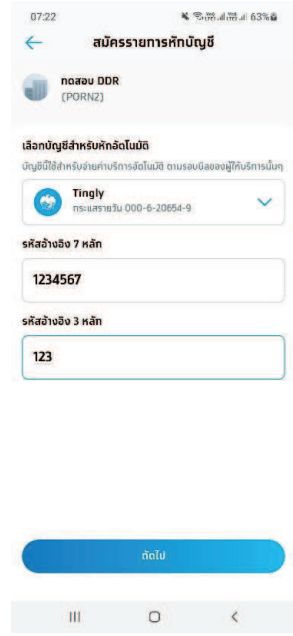 07:22 63%
สมัครรายการหักบัญชี
ทดสอบ DDR
(PORN2)
เลือกบัญชีสำหรับหักอัตโนมัติ
บัญชีนี้ใช้สำหรับจ่ายค่าบริการอัตโนมัติ ตามรอบบิลของผู้ให้บริการนั้นๆ
Tingly
กระแสรายวัน 000-6-20654-9
รหัสอ้างอิง 7 หลัก
1234567
รหัสอ้างอิง 3 หลัก
123
ถัดไป